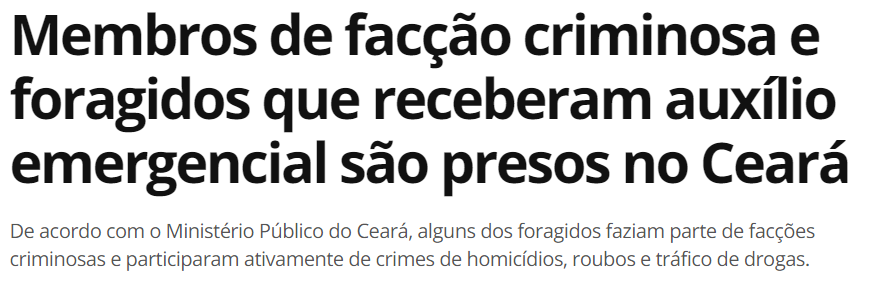 Membros de facção criminosa e
foragidos que receberam auxílio
emergencial são presos no Ceará
De acordo com o Ministério Público do Ceará, alguns dos foragidos faziam parte de facções
criminosas e participaram ativamente de crimes de homicídios, roubos e tráfico de drogas.